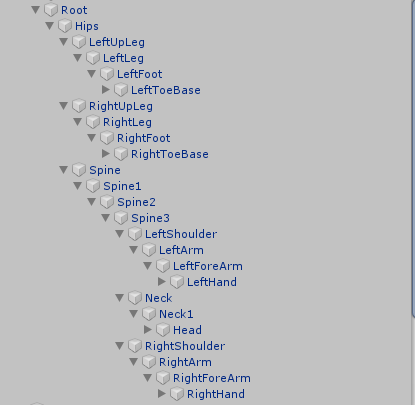 Root
Hips
LeftUpLeg
LeftLeg
LeftFoot
LeftToeBase
RightUpLeg
RightLeg
RightFoot
RightToeBase
Spine
Spine1
Spine2
Spine3
LeftShoulder
LeftArm
LeftForeArm
LeftHand
Neck
Neck1
Head
RightShoulder
RightArm
RightForeArm
RightHand